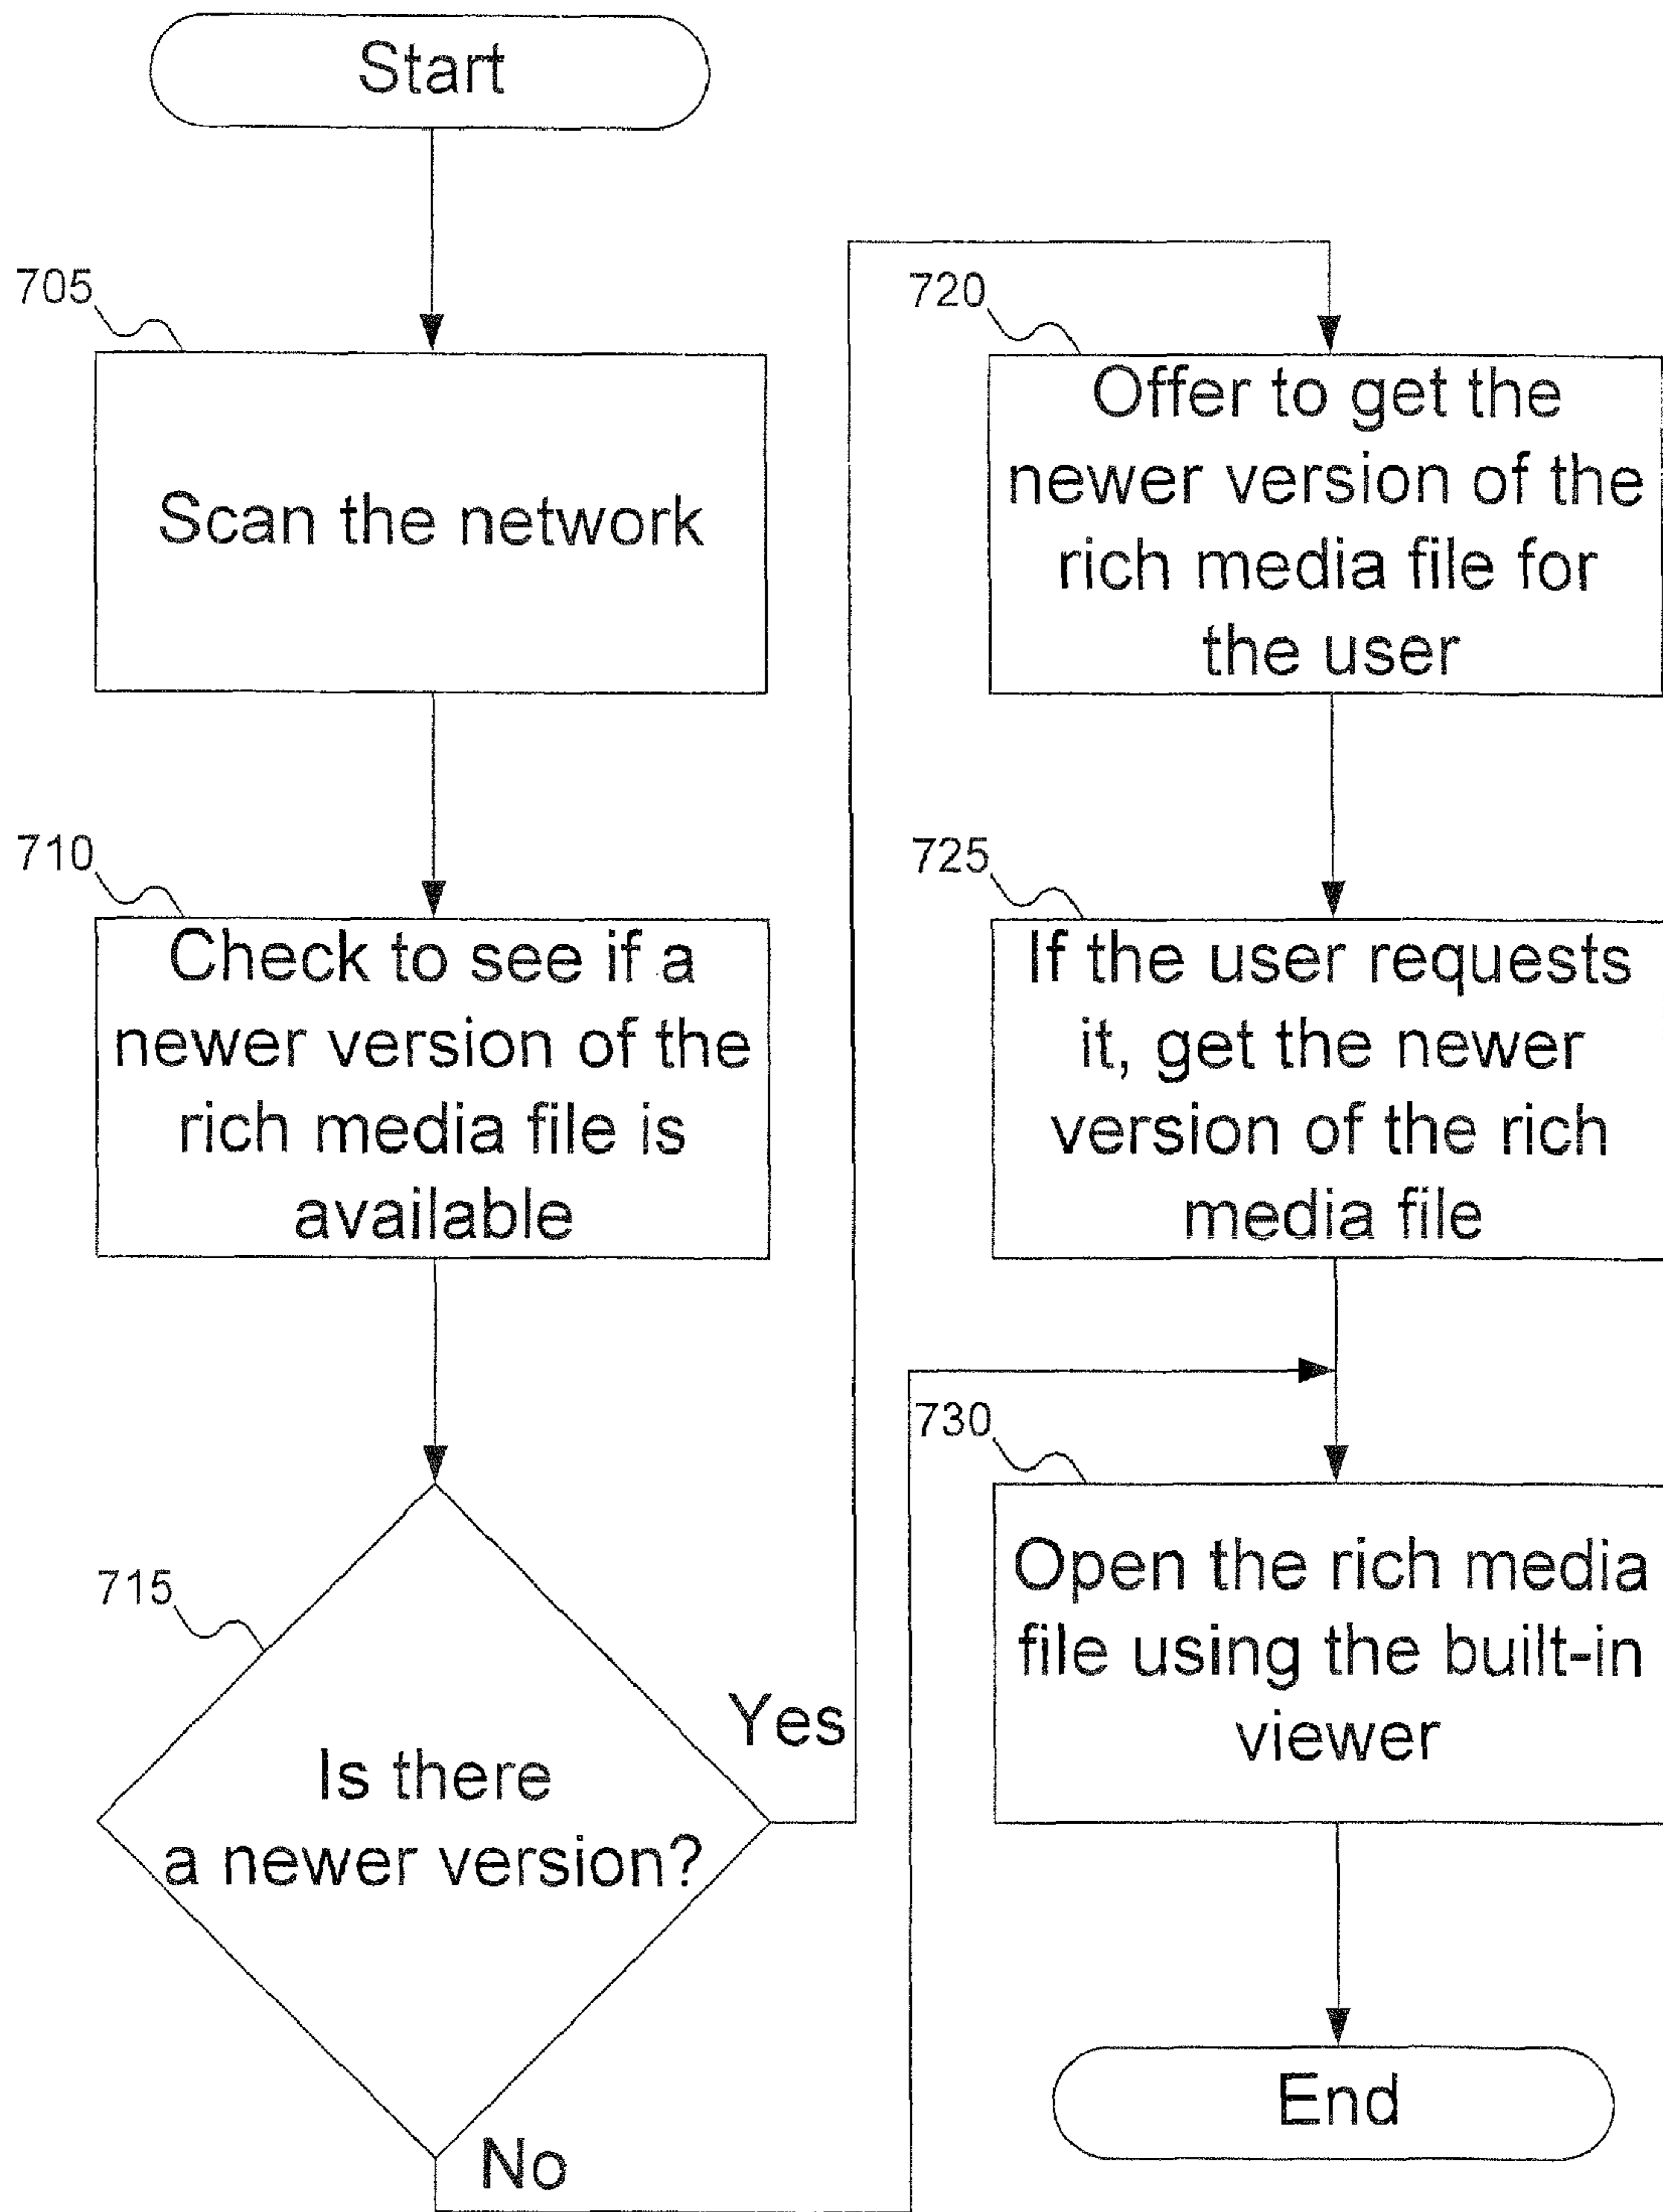 Start
705
Scan the network
710
Check to see if a
newer version of the
rich media file is
available
715
Is there
a newer version?
Yes
No
720
Offer to get the
newer version of the
rich media file for
the user
725
If the user requests
it, get the newer
version of the rich
media file
730
Open the rich media
file using the built-in
viewer
End